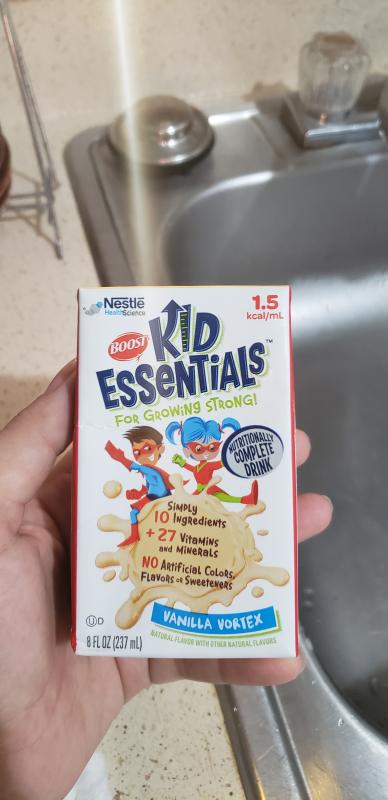 Nestlé
HealthScience
1.5
kcal/mL
BOOST
KID
ESSENTIALS™
FOR GROWING STRONG!
NUTRITIONALLY
COMPLETE
DRINK
SIMPLY
10 Ingredients
+ 27 Vitamins
and Minerals
NO Artificial Colors,
Flavors or Sweeteners
VANILLA VORTEX
NATURAL FLAVOR WITH OTHER NATURAL FLAVORS
ⓊD
8 FL OZ (237 mL)